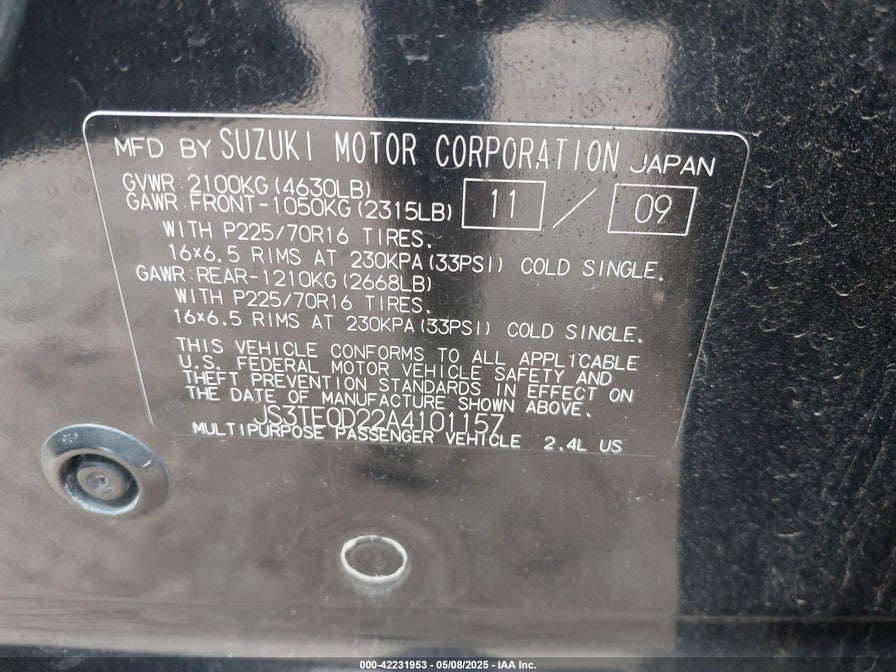 MFD BY SUZUKI MOTOR CORPORATION JAPAN
GVWR:2100KG(4630LB)
GAWR:FRONT-1050KG(2315LB) 11 / 09
WITH P225/70R16 TIRES.
16×6.5 RIMS AT 230KPA(33PSI) COLD SINGLE.
GAWR:REAR-1210KG(2668LB)
WITH P225/70R16 TIRES.
16×6.5 RIMS AT 230KPA(33PSI) COLD SINGLE.
THIS VEHICLE CONFORMS TO ALL APPLICABLE
U.S. FEDERAL MOTOR VEHICLE SAFETY AND
THEFT PREVENTION STANDARDS IN EFFECT ON
THE DATE OF MANUFACTURE SHOWN ABOVE.
JS3TE0D22A4101157
MULTIPURPOSE PASSENGER VEHICLE 2.4L US
000-42231953 - 05/08/2025 - IAA Inc.